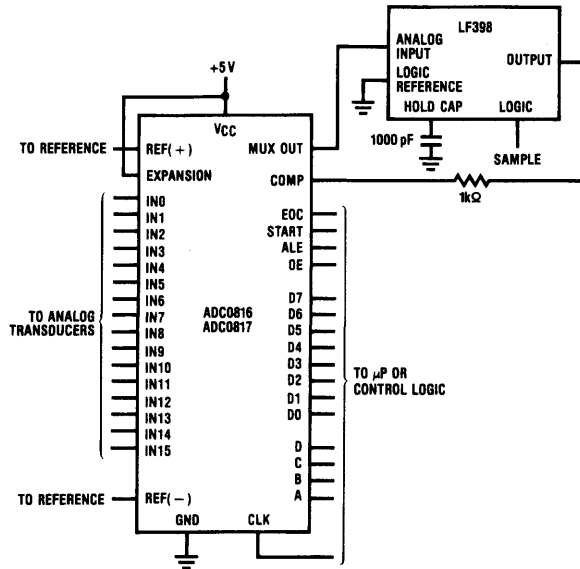 LF398
ANALOG
INPUT
LOGIC
REFERENCE
OUTPUT
HOLD CAP
LOGIC
1000 pF
SAMPLE
+5V
VCC
TO REFERENCE
REF(+)
MUX OUT
EXPANSION
COMP
1kΩ
IN0
IN1
IN2
IN3
IN4
IN5
IN6
IN7
IN8
IN9
IN10
IN11
IN12
IN13
IN14
IN15
TO ANALOG
TRANSDUCERS
ADC0816
ADC0817
EOC
START
ALE
OE
D7
D6
D5
D4
D3
D2
D1
D0
D
C
B
A
TO μP OR
CONTROL LOGIC
TO REFERENCE
REF(−)
GND
CLK